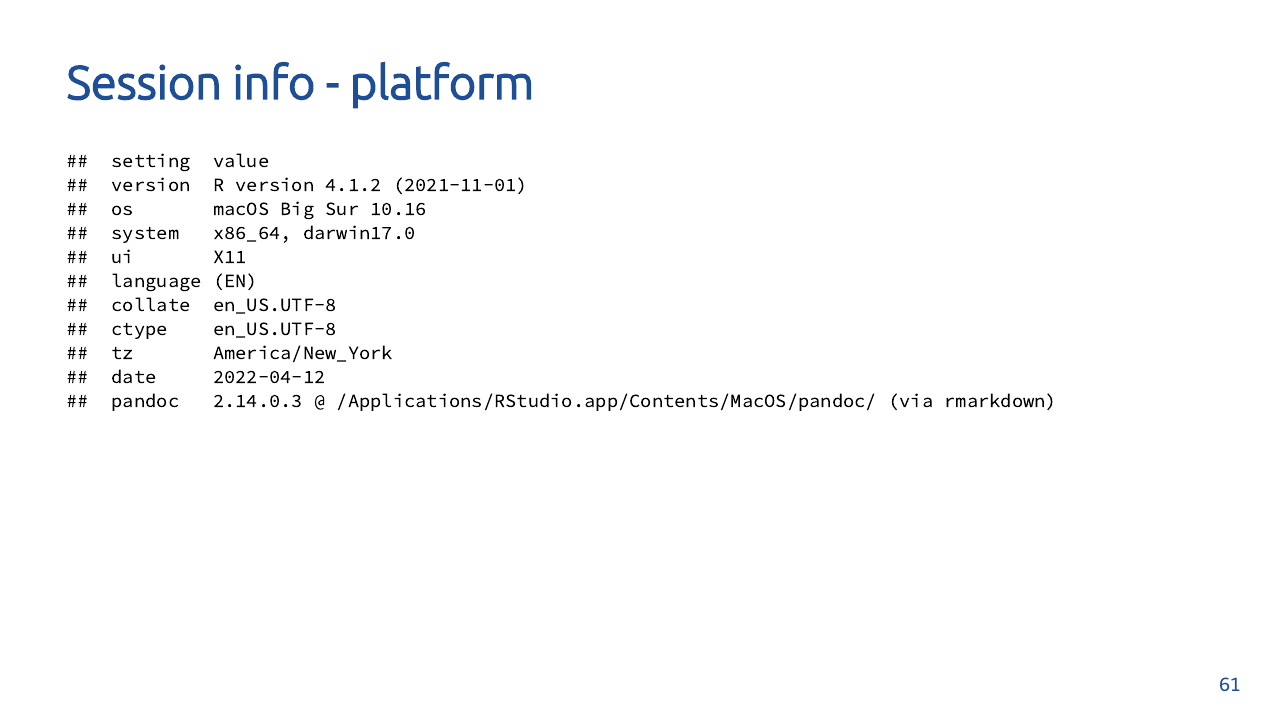 Session info - platform
##  setting  value
##  version  R version 4.1.2 (2021-11-01)
##  os       macOS Big Sur 10.16
##  system   x86_64, darwin17.0
##  ui       X11
##  language (EN)
##  collate  en_US.UTF-8
##  ctype    en_US.UTF-8
##  tz       America/New_York
##  date     2022-04-12
##  pandoc   2.14.0.3 @ /Applications/RStudio.app/Contents/MacOS/pandoc/ (via rmarkdown)
61